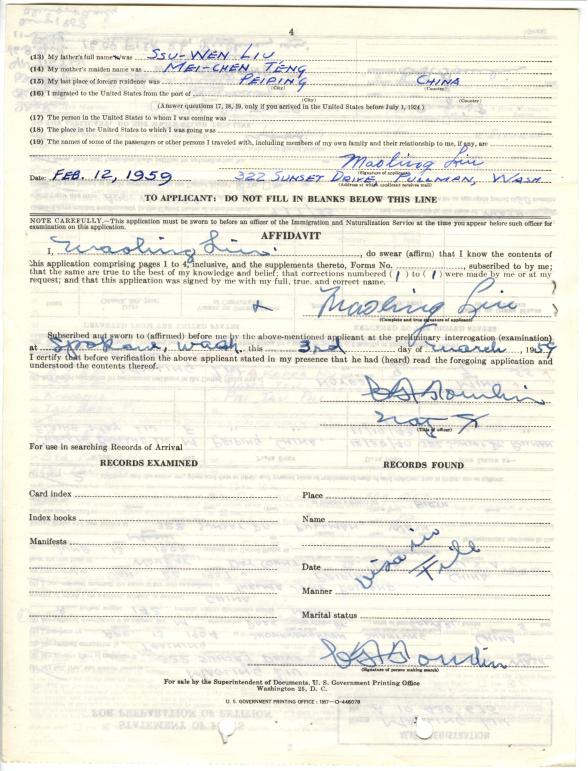 4
(13) My father's full name was SSU-WEN LIU
(14) My mother's maiden name was MEI-CHEN TENG
(15) My last place of foreign residence was PEIPING CHINA
(City) (Country)
(16) I migrated to the United States from the port of
(City) (Country)
(Answer questions 17, 18, 19, only if you arrived in the United States before July 1, 1924.)
(17) The person in the United States to whom I was coming was
(18) The place in the United States to which I was going was
(19) The names of some of the passengers or other persons I traveled with, including members of my own family and their relationship to me, if any, are
Maoling Liu
(Signature of applicant)
Date: FEB. 12, 1959 322 SUNSET DRIVE, PULLMAN, WASH
(Address at which applicant receives mail)
TO APPLICANT: DO NOT FILL IN BLANKS BELOW THIS LINE
NOTE CAREFULLY.—This application must be sworn to before an officer of the Immigration and Naturalization Service at the time you appear before such officer for
examination on this application.
AFFIDAVIT
I, Maoling Liu, do swear (affirm) that I know the contents of
this application comprising pages 1 to 4, inclusive, and the supplements thereto, Forms No. , subscribed to by me;
that the same are true to the best of my knowledge and belief; that corrections numbered (1) to (1) were made by me or at my
request; and that this application was signed by me with my full, true, and correct name.
x Maoling Liu
(Complete and true signature of applicant)
Subscribed and sworn to (affirmed) before me by the above-mentioned applicant at the preliminary interrogation (examination)
at Spokane, Wash, this 3rd day of March, 1959
I certify that before verification the above applicant stated in my presence that he had (heard) read the foregoing application and
understood the contents thereof.
(Title of officer)
For use in searching Records of Arrival
RECORDS EXAMINED RECORDS FOUND
Card index Place
Index books Name
Manifests
visa in
File
Date
Manner
Marital status
(Signature of person making search)
For sale by the Superintendent of Documents, U. S. Government Printing Office
Washington 25, D. C.
U. S. GOVERNMENT PRINTING OFFICE : 1957—O-446078